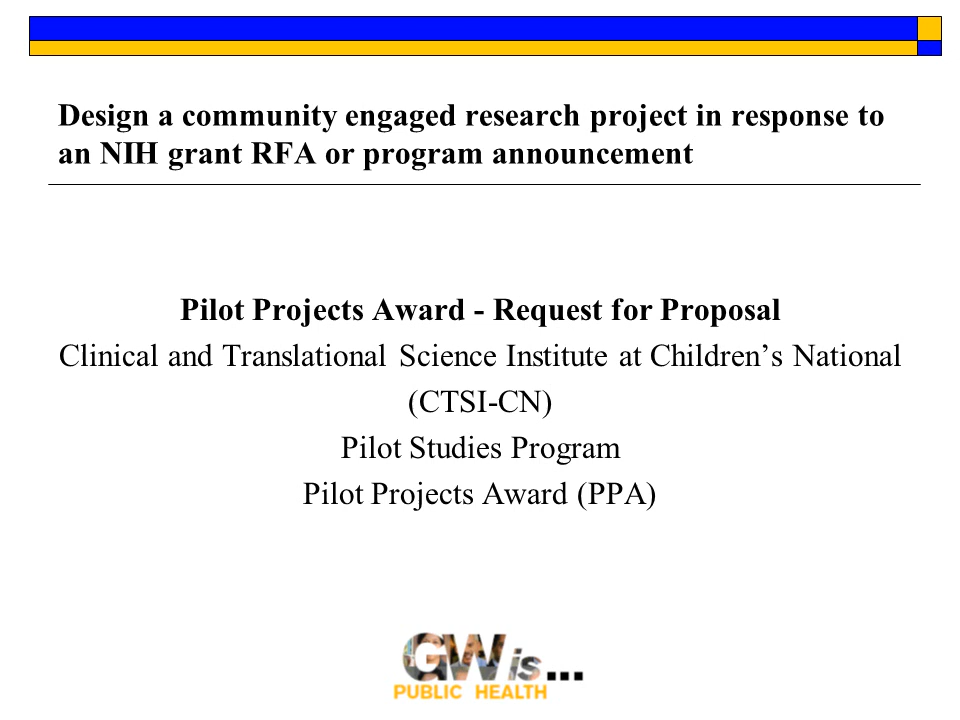 Design a community engaged research project in response to
an NIH grant RFA or program announcement
Pilot Projects Award - Request for Proposal
Clinical and Translational Science Institute at Children’s National
(CTSI-CN)
Pilot Studies Program
Pilot Projects Award (PPA)
GW is...
PUBLIC HEALTH